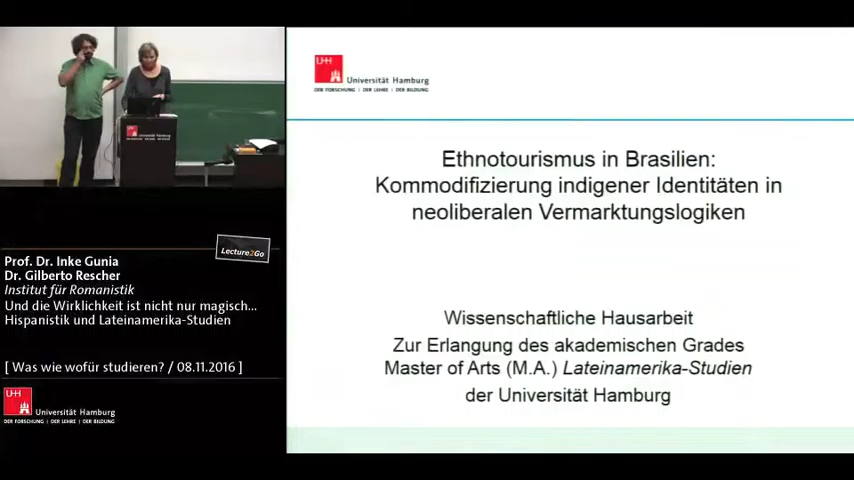 UH
Universität Hamburg
DER FORSCHUNG | DER LEHRE | DER BILDUNG
Ethnotourismus in Brasilien:
Kommodifizierung indigener Identitäten in
neoliberalen Vermarktungslogiken
Wissenschaftliche Hausarbeit
Zur Erlangung des akademischen Grades
Master of Arts (M.A.) Lateinamerika-Studien
der Universität Hamburg
Lecture2Go
Prof. Dr. Inke Gunia
Dr. Gilberto Rescher
Institut für Romanistik
Und die Wirklichkeit ist nicht nur magisch...
Hispanistik und Lateinamerika-Studien
[ Was wie wofür studieren? / 08.11.2016 ]
UH
Universität Hamburg
DER FORSCHUNG | DER LEHRE | DER BILDUNG